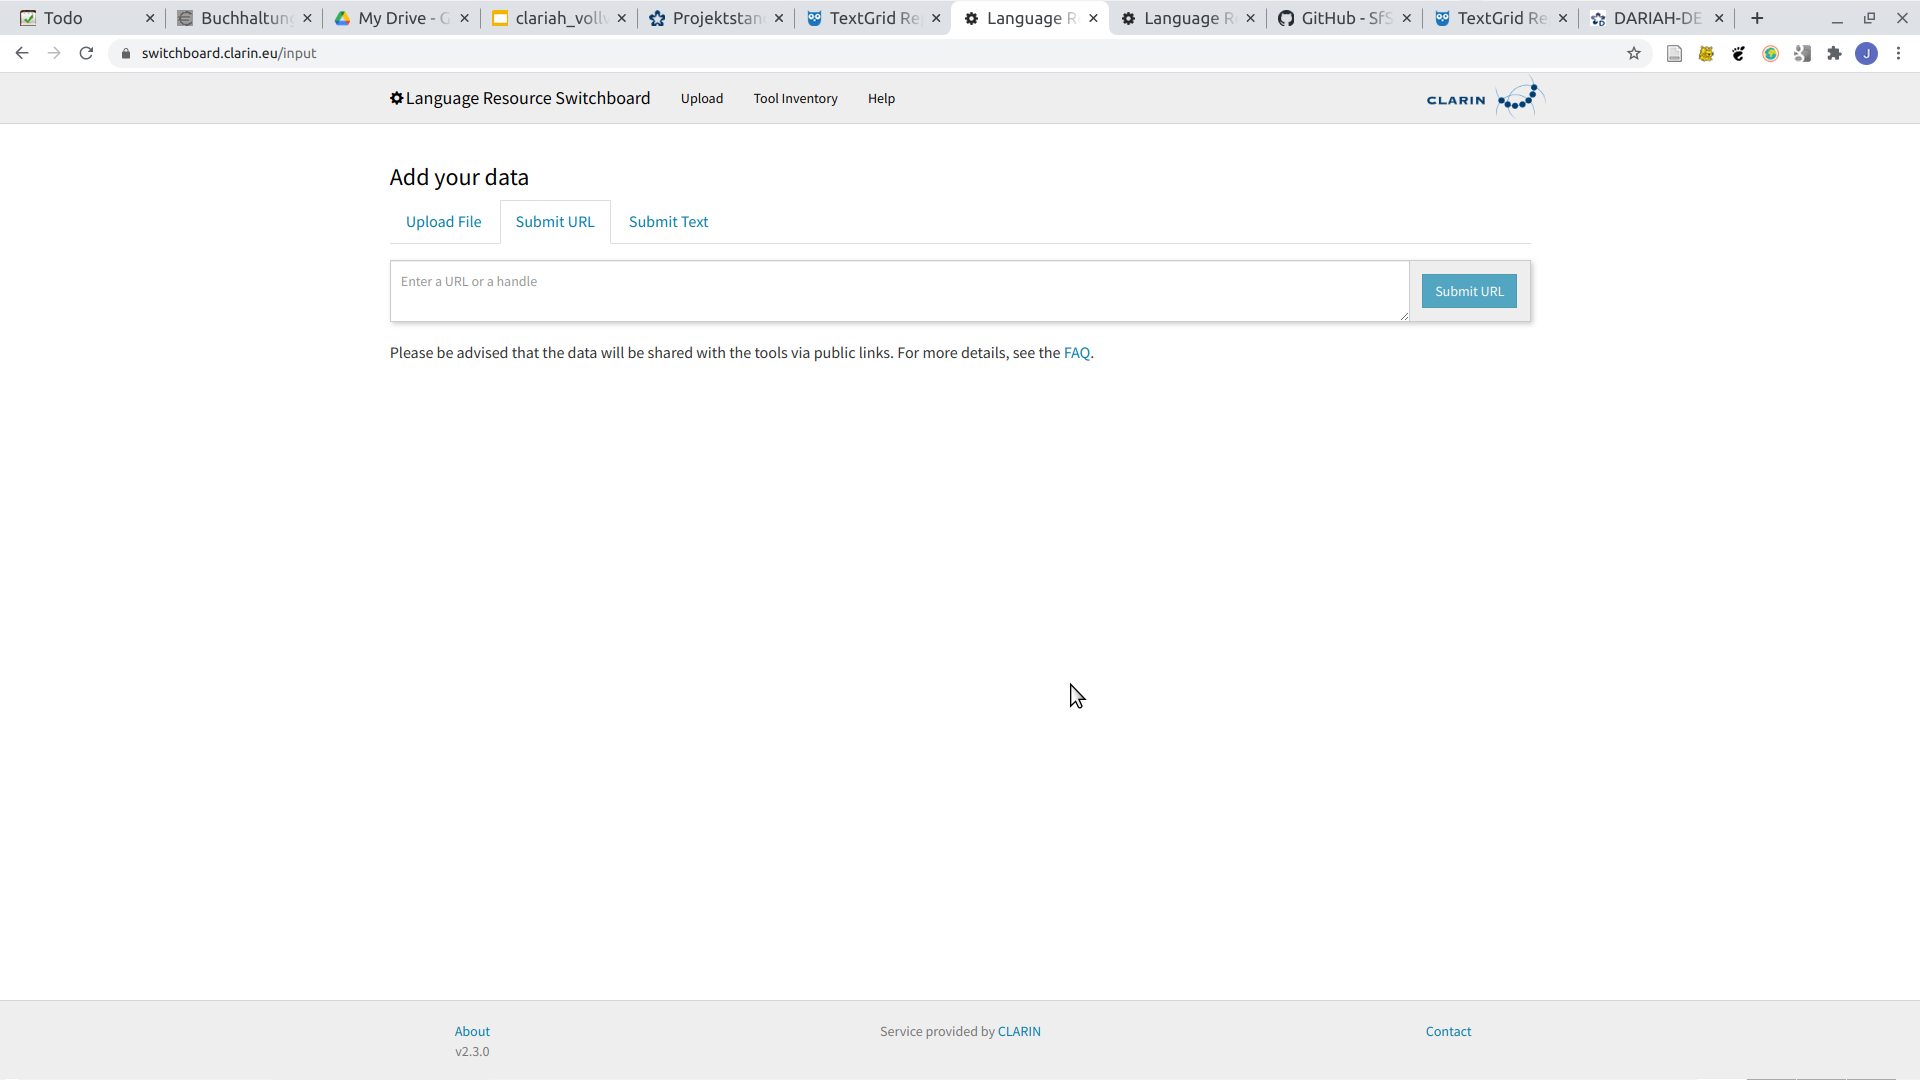 Todo
Buchhaltung
My Drive - G
clariah_vollv
Projektstan
TextGrid Re
Language R
Language R
GitHub - SfS
TextGrid Re
DARIAH-DE
switchboard.clarin.eu/input
J
Language Resource Switchboard
Upload
Tool Inventory
Help
CLARIN
Add your data
Upload File
Submit URL
Submit Text
Enter a URL or a handle
Submit URL
Please be advised that the data will be shared with the tools via public links. For more details, see the FAQ.
About
Service provided by CLARIN
Contact
v2.3.0